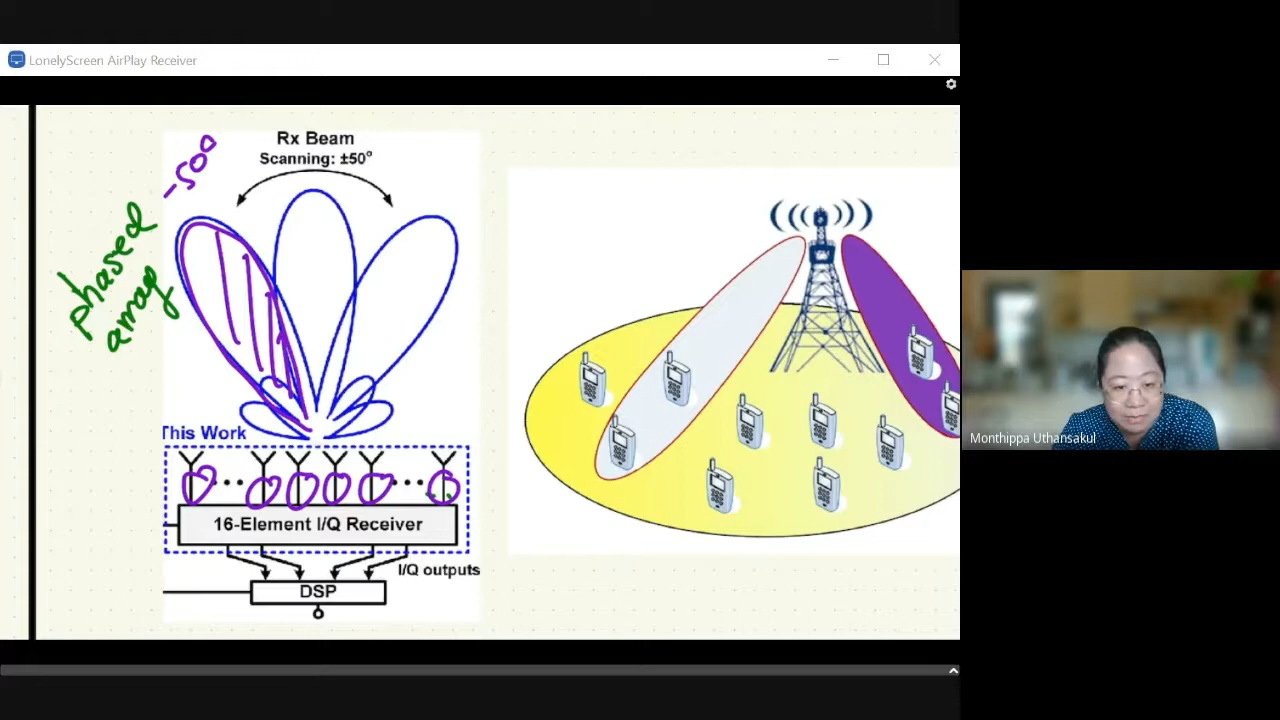 LonelyScreen AirPlay Receiver
Rx Beam
Scanning: ±50°
-50°
phased
array
This Work
16-Element I/Q Receiver
I/Q outputs
DSP
Monthippa Uthansakul